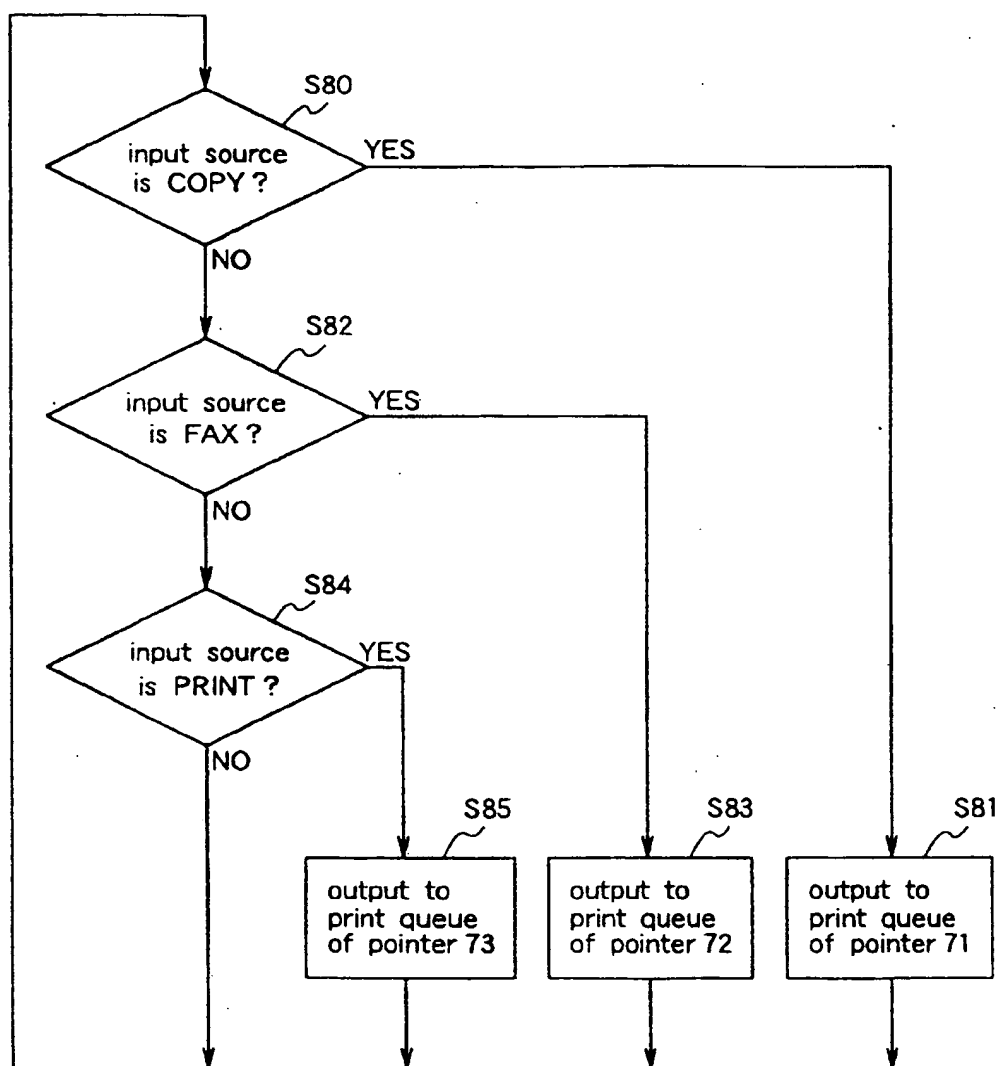 S80
input source
is COPY?
YES
NO
S82
input source
is FAX?
YES
NO
S84
input source
is PRINT?
YES
NO
S85
output to
print queue
of pointer 73
S83
output to
print queue
of pointer 72
S81
output to
print queue
of pointer 71